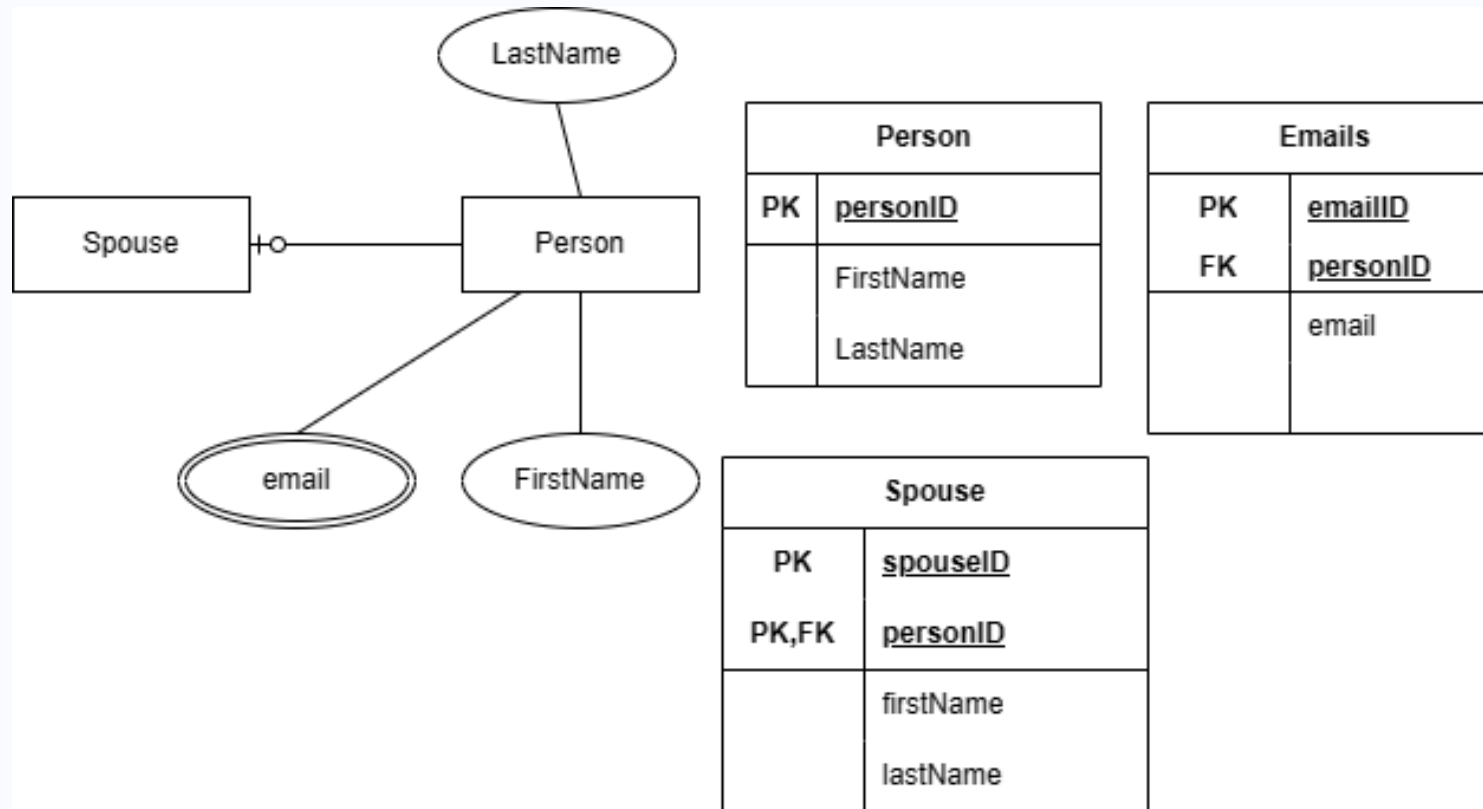 LastName
Spouse
Person
email
FirstName
Person
PK personID
FirstName
LastName
Emails
PK emailID
FK personID
email
Spouse
PK spouseID
PK,FK personID
firstName
lastName